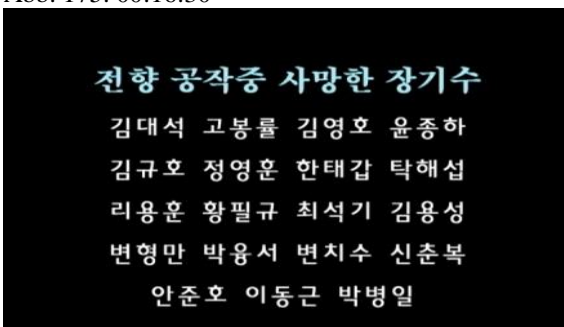 전향 공작중 사망한 장기수
김대석 고봉률 김영호 윤종하
김규호 정영훈 한태갑 탁해섭
리용훈 황필규 최석기 김용성
변형만 박융서 변치수 신춘복
안준호 이동근 박병일